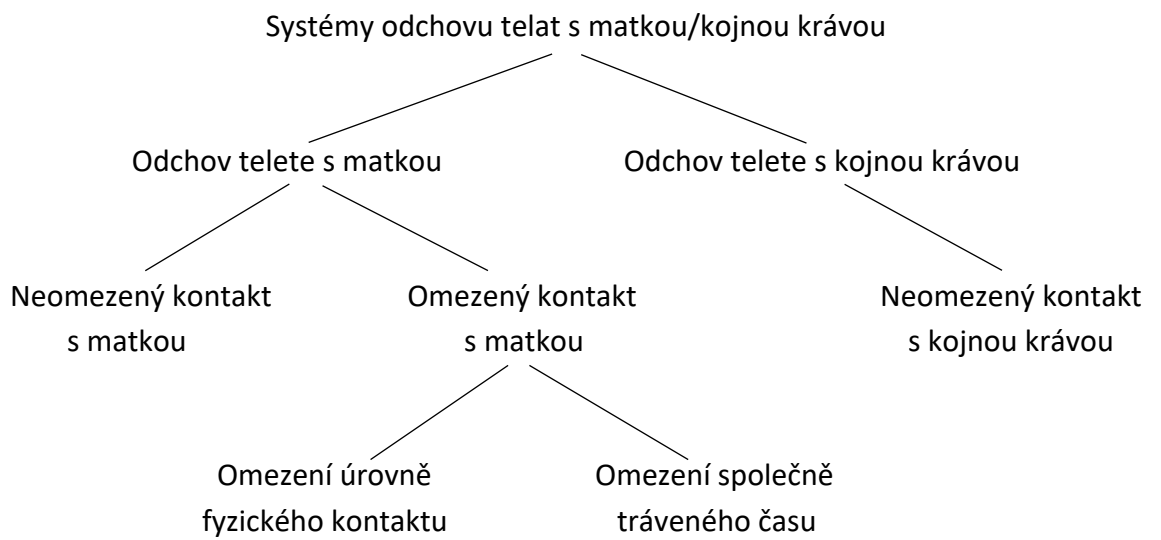 Systémy odchovu telat s matkou/kojnou krávou
Odchov telete s matkou
Odchov telete s kojnou krávou
Neomezený kontakt
s matkou
Omezený kontakt
s matkou
Neomezený kontakt
s kojnou krávou
Omezení úrovně
fyzického kontaktu
Omezení společně
tráveného času